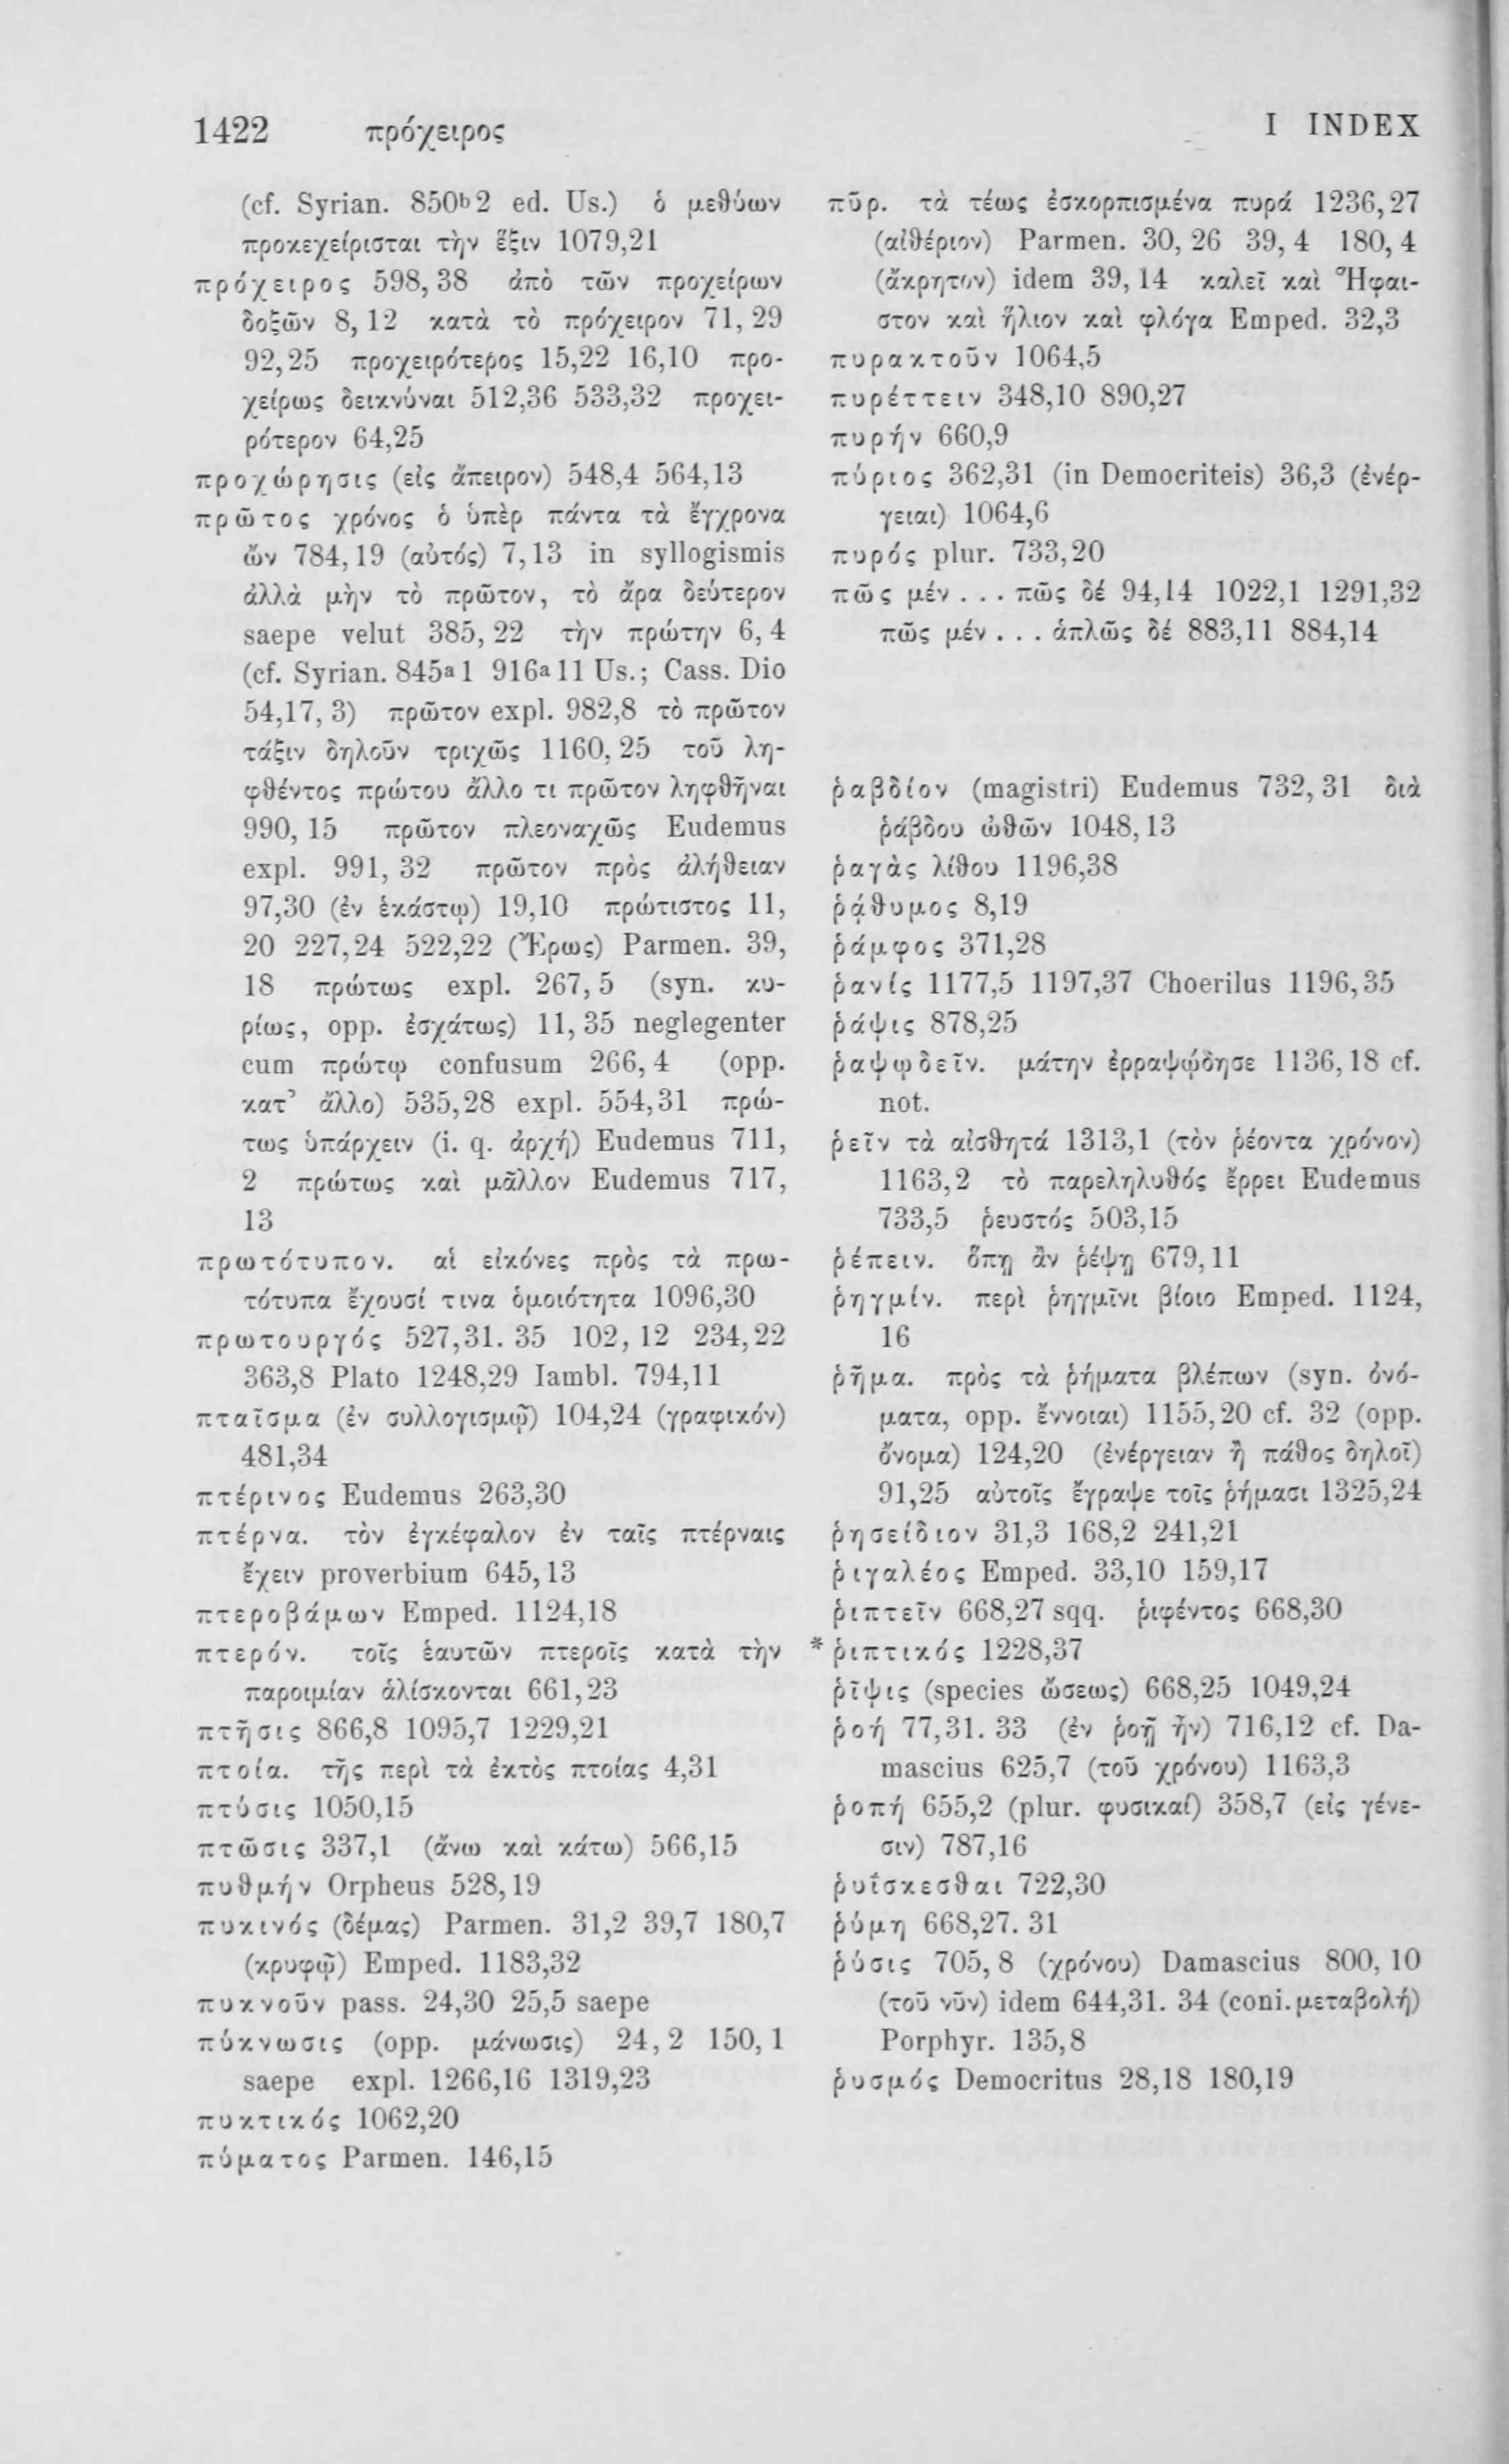 1422 πρόχειρος
I INDEX
(cf. Syrian. 850b2 ed. Us.) ὁ μεθύων
προκεχείρισται τὴν ἕξιν 1079,21
πρόχειρος 598,38 ἀπὸ τῶν προχείρων
δοξῶν 8,12 κατὰ τὸ πρόχειρον 71,29
92,25 προχειρότερος 15,22 16,10 προ-
χείρως δεικνύναι 512,36 533,32 προχει-
ρότερον 64,25
προχώρησις (εἰς ἄπειρον) 548,4 564,13
πρῶτος χρόνος ὁ ὑπὲρ πάντα τὰ ἔγχρονα
ὤν 784,19 (αὐτός) 7,13 in syllogismis
ἀλλὰ μὴν τὸ πρῶτον, τὸ ἄρα δεύτερον
saepe velut 385,22 τὴν πρώτην 6,4
(cf. Syrian. 845a1 916a11 Us.; Cass. Dio
54,17,3) πρῶτον expl. 982,8 τὸ πρῶτον
τάξιν δηλοῦν τριχῶς 1160,25 τοῦ λη-
φθέντος πρώτου ἄλλο τι πρῶτον ληφθῆναι
990,15 πρῶτον πλεοναχῶς Eudemus
expl. 991,32 πρῶτον πρὸς ἀλήθειαν
97,30 (ἐν ἑκάστῳ) 19,10 πρώτιστος 11,
20 227,24 522,22 (Ἔρως) Parmen. 39,
18 πρώτως expl. 267,5 (syn. κυ-
ρίως, opp. ἐσχάτως) 11,35 neglegenter
cum πρώτῳ confusum 266,4 (opp.
κατ’ ἄλλο) 535,28 expl. 554,31 πρώ-
τως ὑπάρχειν (i. q. ἀρχή) Eudemus 711,
2 πρώτως καὶ μᾶλλον Eudemus 717,
13
πρωτότυπον. αἱ εἰκόνες πρὸς τὰ πρω-
τότυπα ἔχουσί τινα ὁμοιότητα 1096,30
πρωτουργός 527,31. 35 102,12 234,22
363,8 Plato 1248,29 Iambl. 794,11
πταῖσμα (ἐν συλλογισμῷ) 104,24 (γραφικόν)
481,34
πτέρινος Eudemus 263,30
πτέρνα. τὸν ἐγκέφαλον ἐν ταῖς πτέρναις
ἔχειν proverbium 645,13
πτεροβάμων Emped. 1124,18
πτερόν. τοῖς ἑαυτῶν πτεροῖς κατὰ τὴν
παροιμίαν ἁλίσκονται 661,23
πτῆσις 866,8 1095,7 1229,21
πτοία. τῆς περὶ τὰ ἐκτὸς πτοίας 4,31
πτύσις 1050,15
πτῶσις 337,1 (ἄνω καὶ κάτω) 566,15
πυθμήν Orpheus 528,19
πυκινός (δέμας) Parmen. 31,2 39,7 180,7
(κρυφῷ) Emped. 1183,32
πυκνοῦν pass. 24,30 25,5 saepe
πύκνωσις (opp. μάνωσις) 24,2 150,1
saepe expl. 1266,16 1319,23
πυκτικός 1062,20
πύματος Parmen. 146,15
πῦρ. τὰ τέως ἐσκορπισμένα πυρά 1236,27
(αἰθέριον) Parmen. 30,26 39,4 180,4
(ἄκρητον) idem 39,14 καλεῖ καὶ Ἥφαι-
στον καὶ ἥλιον καὶ φλόγα Emped. 32,3
πυρακτοῦν 1064,5
πυρέττειν 348,10 890,27
πυρήν 660,9
πύριος 362,31 (in Democriteis) 36,3 (ἐνέρ-
γειαι) 1064,6
πυρός plur. 733,20
πῶς μέν . . . πῶς δέ 94,14 1022,1 1291,32
πῶς μέν . . . ἁπλῶς δέ 883,11 884,14
ῥαβδίον (magistri) Eudemus 732,31 διὰ
ῥάβδου ὠθῶν 1048,13
ῥαγὰς λίθου 1196,38
ῥᾴθυμος 8,19
ῥάμφος 371,28
ῥανίς 1177,5 1197,37 Choerilus 1196,35
ῥάψις 878,25
ῥαψῳδεῖν. μάτην ἐρραψῴδησε 1136,18 cf.
not.
ῥεῖν τὰ αἰσθητά 1313,1 (τὸν ῥέοντα χρόνον)
1163,2 τὸ παρεληλυθός ἔρρει Eudemus
733,5 ῥευστός 503,15
ῥέπειν. ὅπῃ ἂν ῥέψῃ 679,11
ῥηγμίν. περὶ ῥηγμῖνι βίοιο Emped. 1124,
16
ῥῆμα. πρὸς τὰ ῥήματα βλέπων (syn. ὀνό-
ματα, opp. ἔννοιαι) 1155,20 cf. 32 (opp.
ὄνομα) 124,20 (ἐνέργειαν ἢ πάθος δηλοῖ)
91,25 αὐτοῖς ἔγραψε τοῖς ῥήμασι 1325,24
ῥησείδιον 31,3 168,2 241,21
ῥιγαλέος Emped. 33,10 159,17
ῥιπτεῖν 668,27 sqq. ῥιφέντος 668,30
*ῥιπτικός 1228,37
ῥῖψις (species ὤσεως) 668,25 1049,24
ῥοή 77,31. 33 (ἐν ῥοῇ ἦν) 716,12 cf. Da-
mascius 625,7 (τοῦ χρόνου) 1163,3
ῥοπή 655,2 (plur. φυσικαί) 358,7 (εἰς γένε-
σιν) 787,16
ῥυΐσκεσθαι 722,30
ῥύμη 668,27. 31
ῥύσις 705,8 (χρόνου) Damascius 800,10
(τοῦ νῦν) idem 644,31. 34 (coni. μεταβολή)
Porphyr. 135,8
ῥυσμός Democritus 28,18 180,19